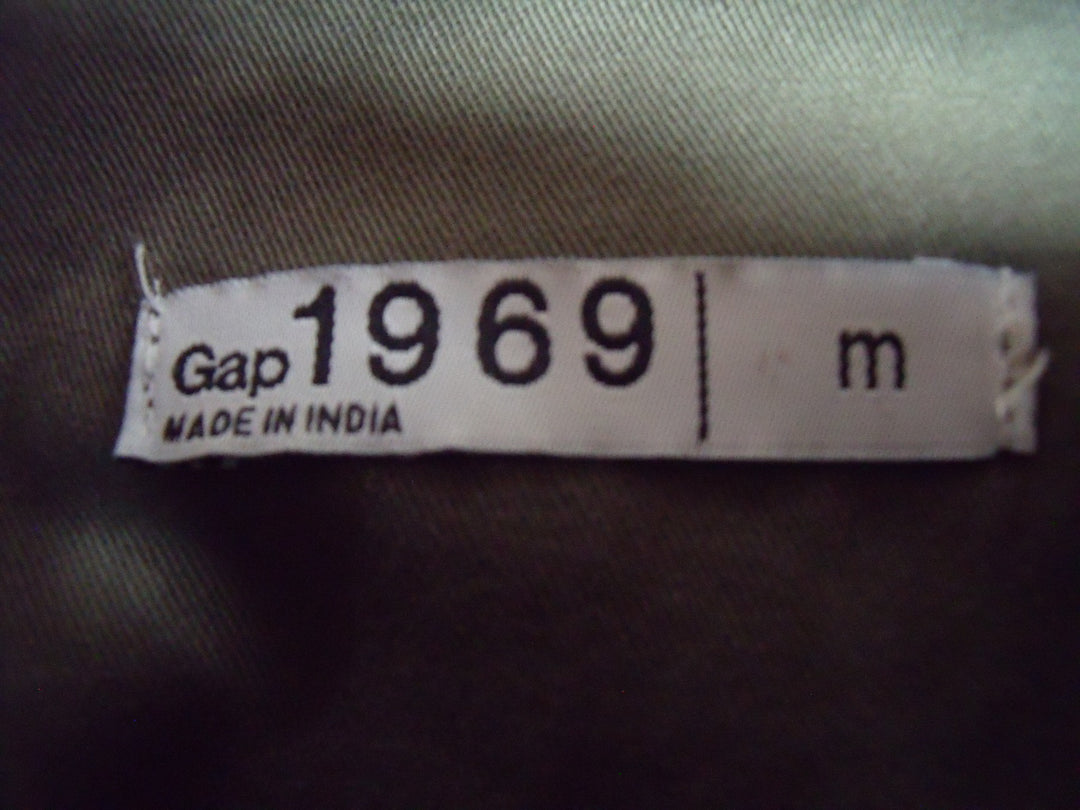 Gap 1969 | m
MADE IN INDIA